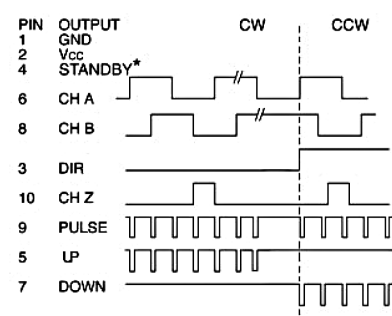 PIN OUTPUT CW CCW
1 GND
2 Vcc
4 STANDBY*
6 CH A
8 CH B
3 DIR
10 CH Z
9 PULSE
5 UP
7 DOWN